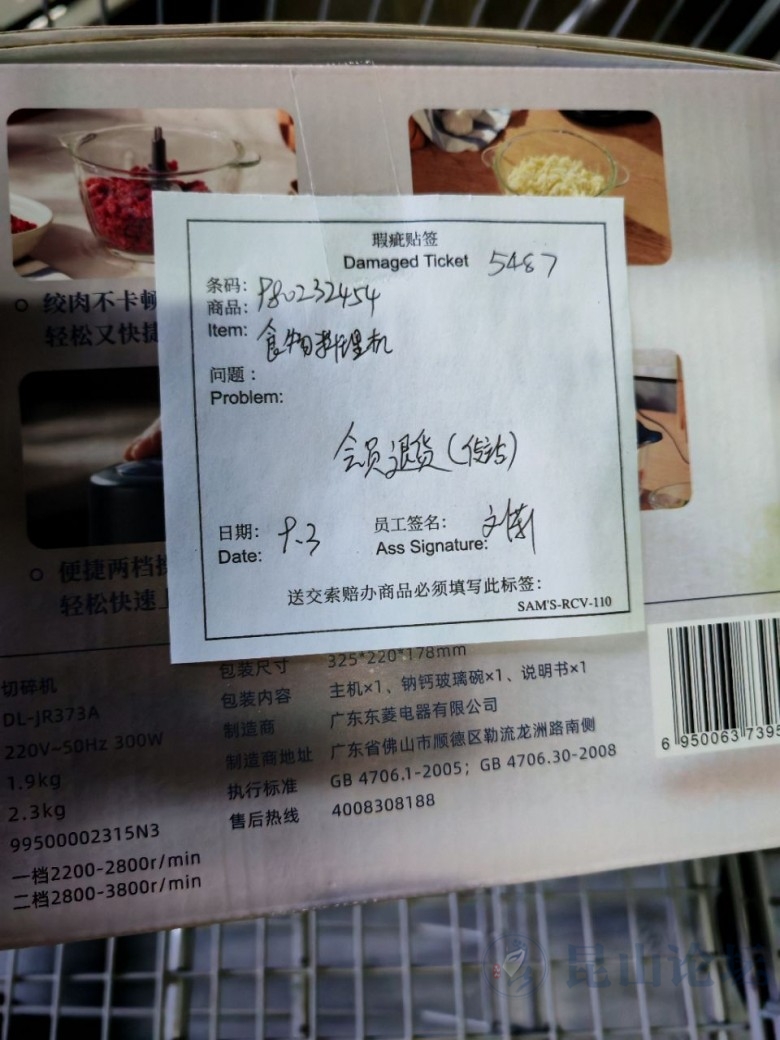 绞肉不卡顿
轻松又快捷
瑕疵贴签
Damaged Ticket 5487
条码: 980232454
商品:
Item: 食物料理机
问题:
Problem:
会员退货(
日期: 9.3
Date:
员工签名:
Ass Signature:
送交索赔办商品必须填写此标签:
SAM'S-RCV-110
便捷两档
轻松快速
切碎机
DL-JR373A
220V~50Hz 300W
1.9kg
2.3kg
99500002315N3
一档2200-2800r/min
二档2800-3800r/min
包装尺寸 325*220*178mm
包装内容 主机×1、钠钙玻璃碗×1、说明书×1
制造商 广东东菱电器有限公司
制造商地址 广东省佛山市顺德区勒流龙洲路南侧
执行标准 GB 4706.1-2005; GB 4706.30-2008
售后热线 4008308188
6 950063 7395
昆山论坛